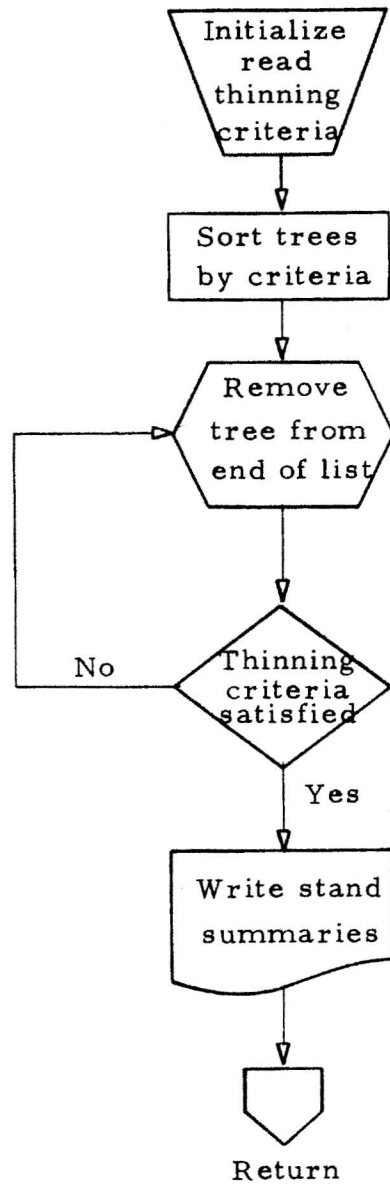 Initialize
read
thinning
criteria
Sort trees
by criteria
Remove
tree from
end of list
No
Thinning
criteria
satisfied
Yes
Write stand
summaries
Return